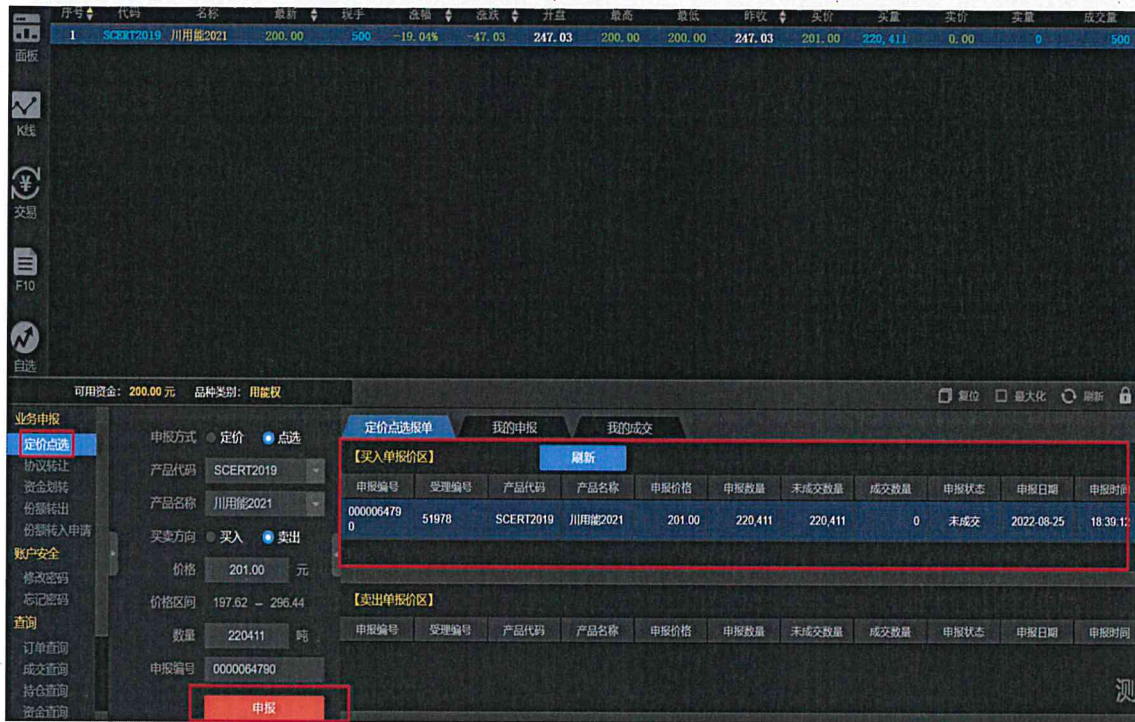 序号 代码 名称 最新 现手 涨幅 涨跌 开盘 最高 最低 昨收 买价 买量 卖价 卖量 成交量
1 SCERT2019 川用能2021 200.00 500 -19.04% -47.03 247.03 200.00 200.00 247.03 201.00 220,411 0.00 0 500
面板
K线
交易
F10
自选
可用资金: 200.00 元 品种类别: 用能权 复位 最大化 刷新
业务申报
定价点选
协议转让
资金划转
份额转出
份额转入申请
账户安全
修改密码
忘记密码
查询
订单查询
成交查询
持仓查询
资金查询
申报方式 定价 点选
产品代码 SCERT2019
产品名称 川用能2021
买卖方向 买入 卖出
价格 201.00 元
价格区间 197.62 – 296.44
数量 220411 吨
申报编号 0000064790
申报
定价点选报单 我的申报 我的成交
【买入单报价区】 刷新
申报编号 受理编号 产品代码 产品名称 申报价格 申报数量 未成交数量 成交数量 申报状态 申报日期 申报时间
0000064790 51978 SCERT2019 川用能2021 201.00 220,411 220,411 0 未成交 2022-08-25 18:39:12
【卖出单报价区】
申报编号 受理编号 产品代码 产品名称 申报价格 申报数量 未成交数量 成交数量 申报状态 申报日期 申报时间
测